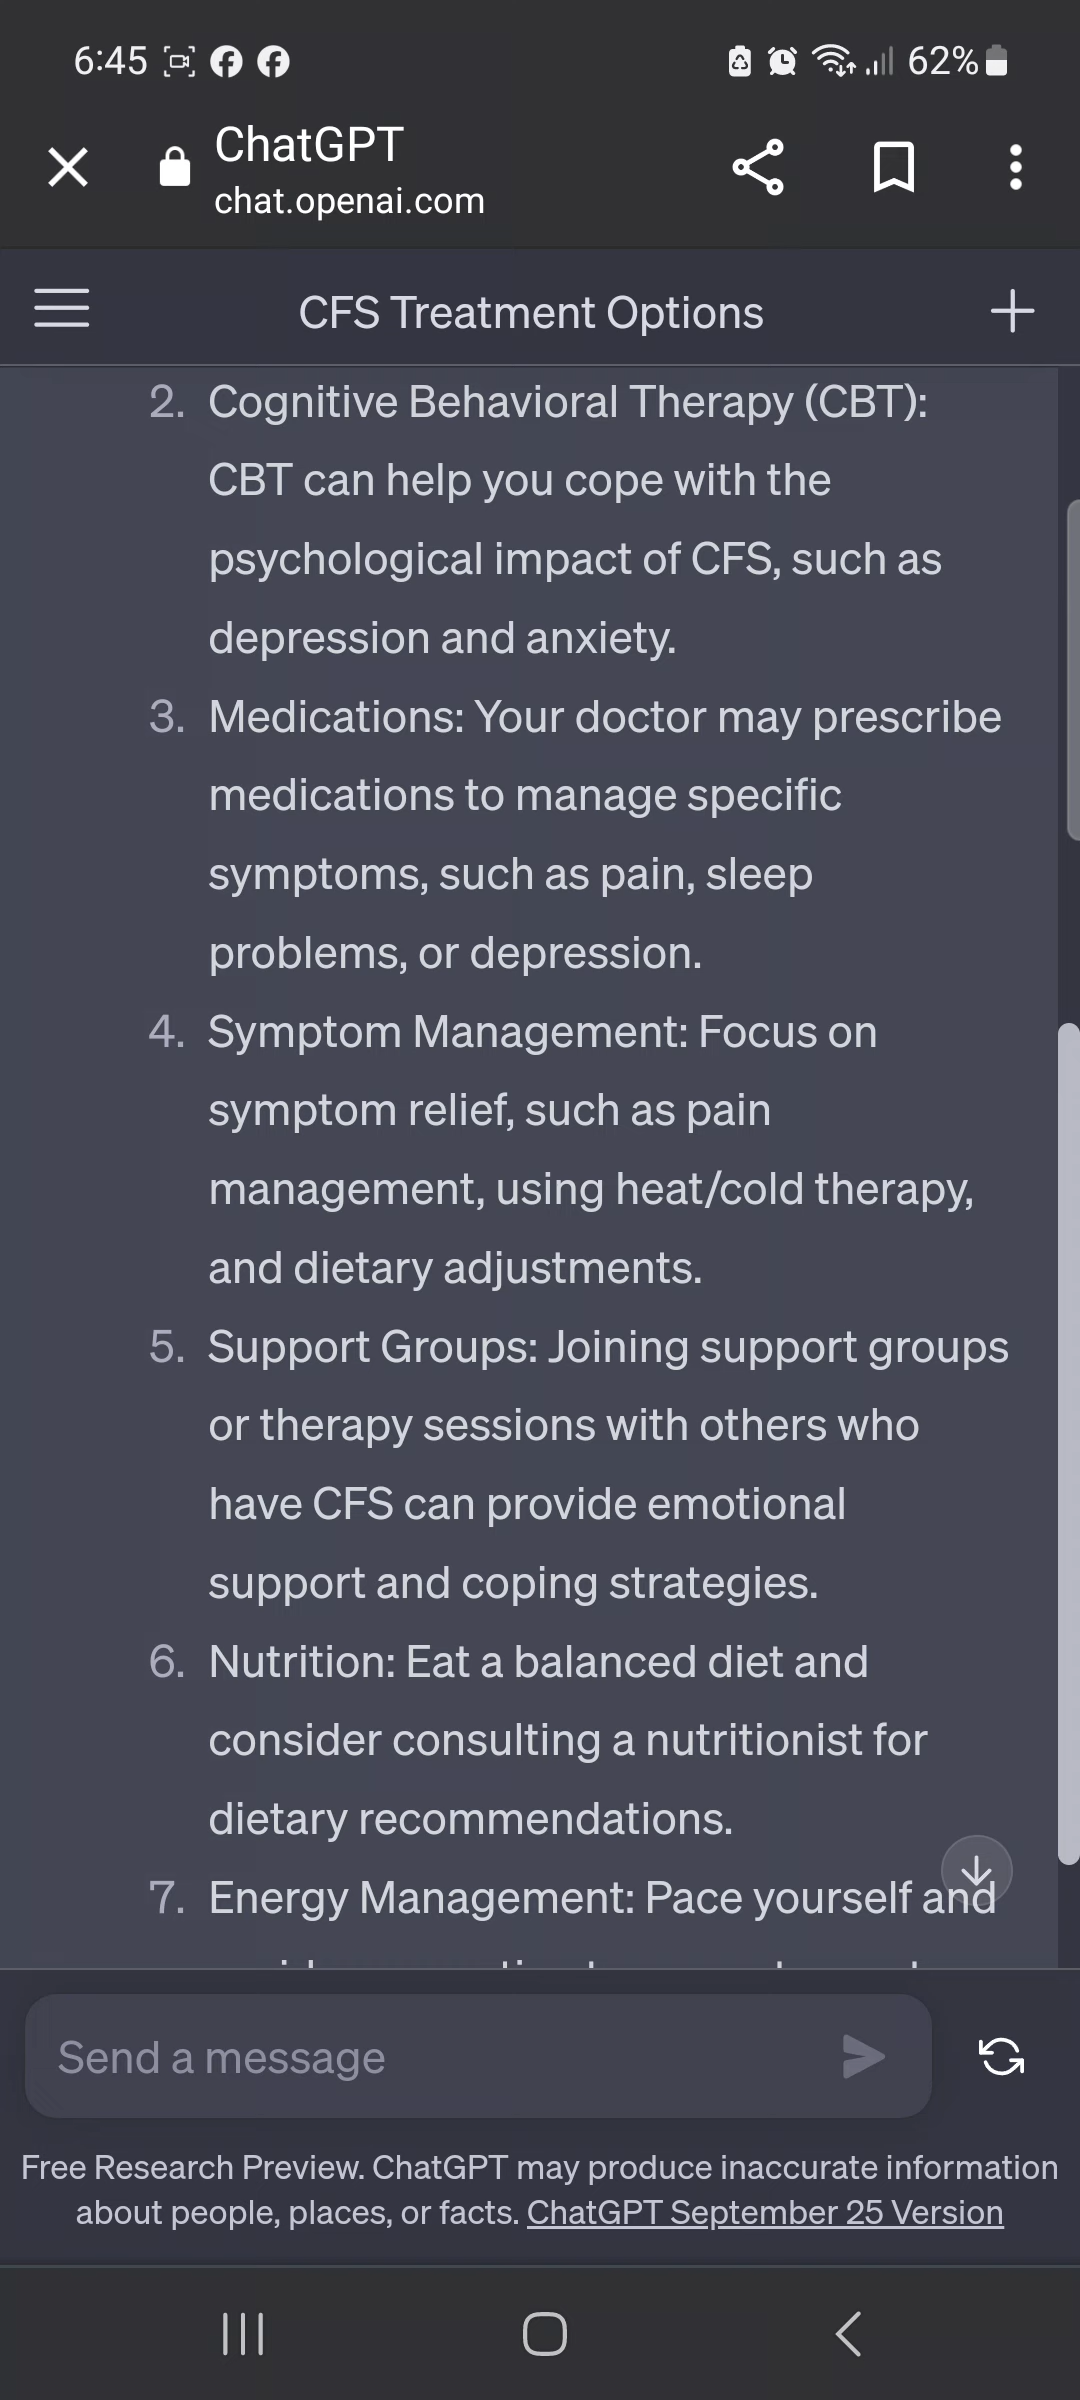 6:45
62%
ChatGPT
chat.openai.com
CFS Treatment Options
2. Cognitive Behavioral Therapy (CBT):
CBT can help you cope with the
psychological impact of CFS, such as
depression and anxiety.
3. Medications: Your doctor may prescribe
medications to manage specific
symptoms, such as pain, sleep
problems, or depression.
4. Symptom Management: Focus on
symptom relief, such as pain
management, using heat/cold therapy,
and dietary adjustments.
5. Support Groups: Joining support groups
or therapy sessions with others who
have CFS can provide emotional
support and coping strategies.
6. Nutrition: Eat a balanced diet and
consider consulting a nutritionist for
dietary recommendations.
7. Energy Management: Pace yourself and
Send a message
Free Research Preview. ChatGPT may produce inaccurate information
about people, places, or facts. ChatGPT September 25 Version